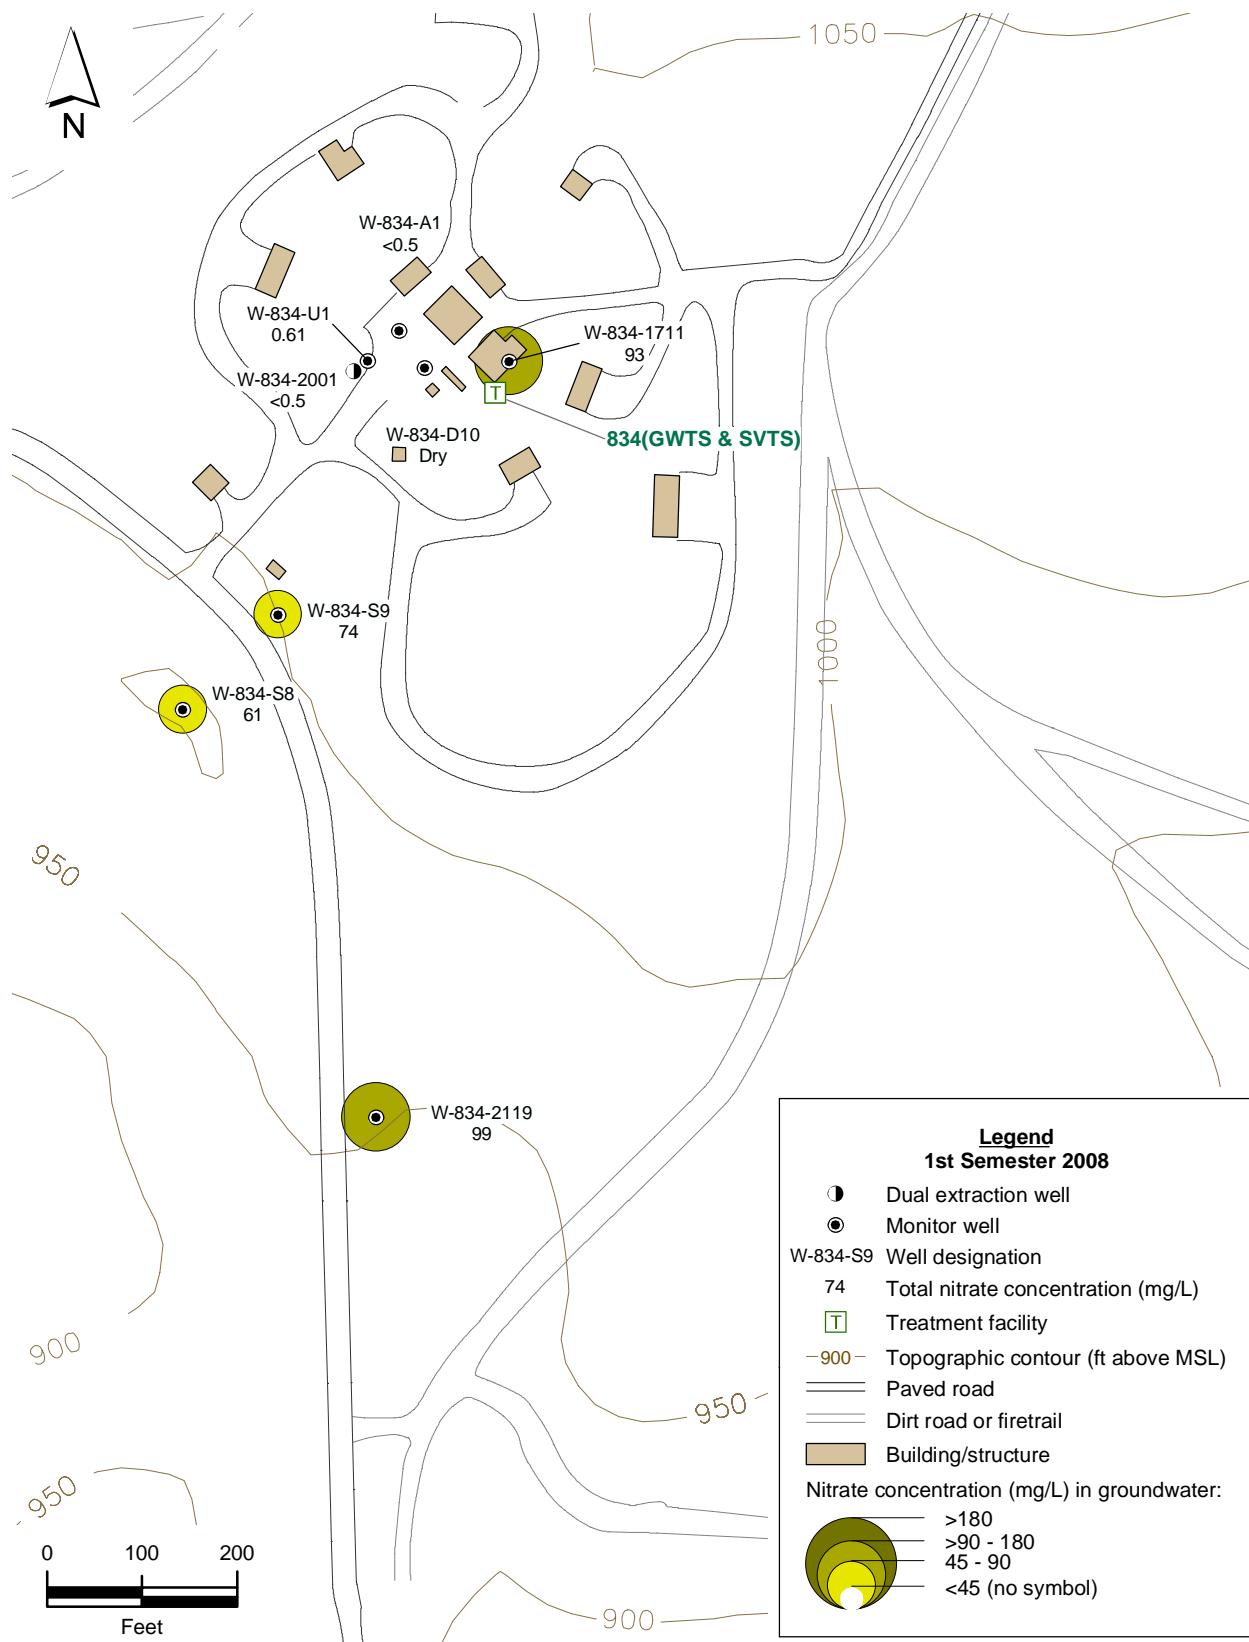 1050
N
W-834-A1
<0.5
W-834-U1
0.61
W-834-1711
93
W-834-2001
<0.5
T
W-834-D10
Dry
834(GWTS & SVTS)
W-834-S9
74
1000
W-834-S8
61
950
W-834-2119
99
900
950
950
900
0 100 200
Feet
Legend
1st Semester 2008
Dual extraction well
Monitor well
W-834-S9 Well designation
74 Total nitrate concentration (mg/L)
T Treatment facility
900 Topographic contour (ft above MSL)
Paved road
Dirt road or firetrail
Building/structure
Nitrate concentration (mg/L) in groundwater:
>180
>90 - 180
45 - 90
<45 (no symbol)